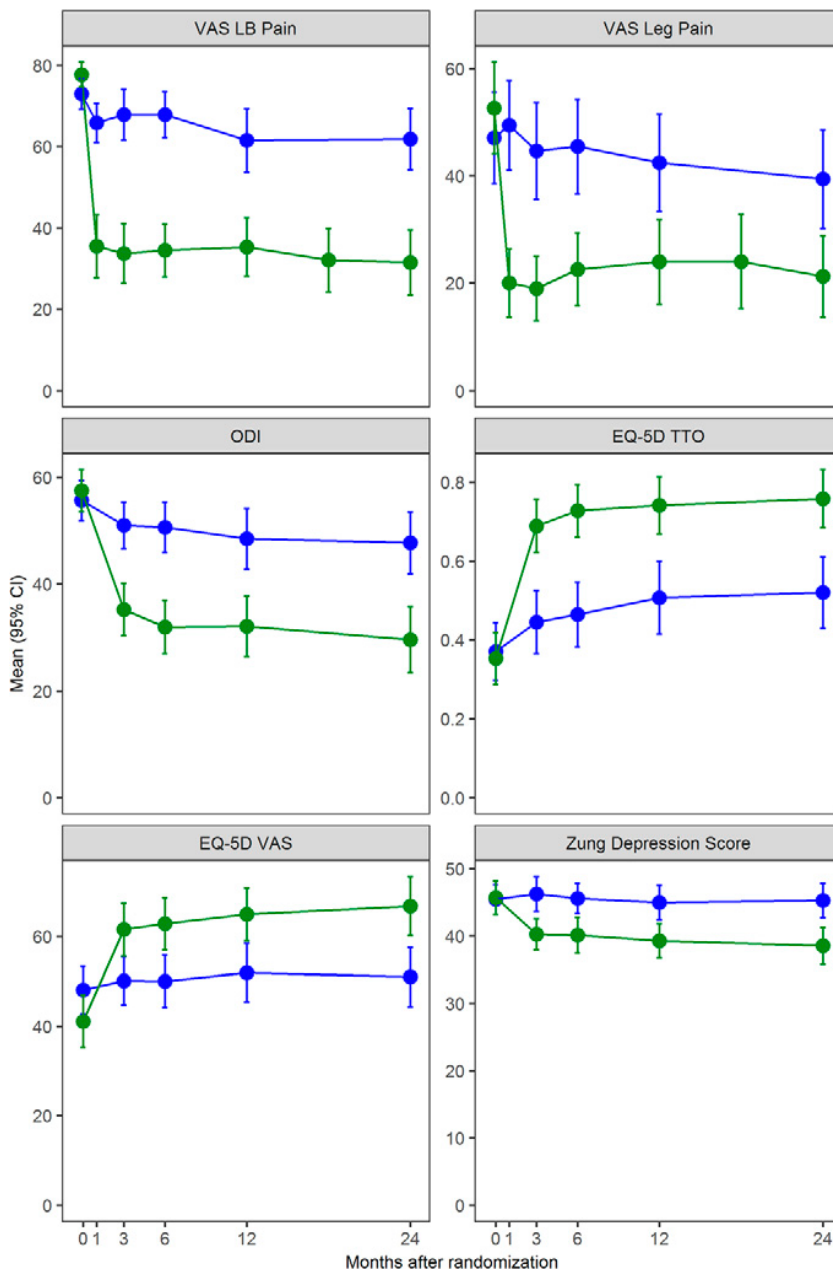 VAS LB Pain
VAS Leg Pain
80
60
40
20
0
60
40
20
0
ODI
EQ-5D TTO
60
40
20
0
0.8
0.6
0.4
0.2
0.0
Mean (95% CI)
EQ-5D VAS
Zung Depression Score
60
40
20
0
50
40
30
20
10
0
0 1 3 6 12 24
0 1 3 6 12 24
Months after randomization